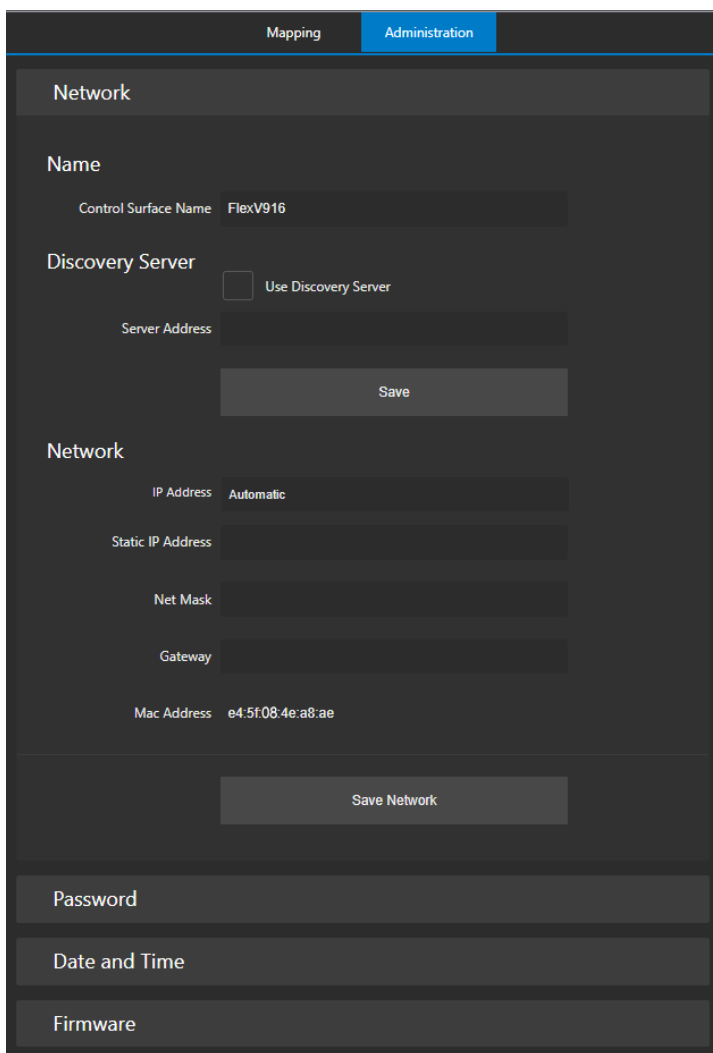 Mapping Administration
Network
Name
Control Surface Name FlexV916
Discovery Server
Use Discovery Server
Server Address
Save
Network
IP Address Automatic
Static IP Address
Net Mask
Gateway
Mac Address e4:5f:08:4e:a8:ae
Save Network
Password
Date and Time
Firmware